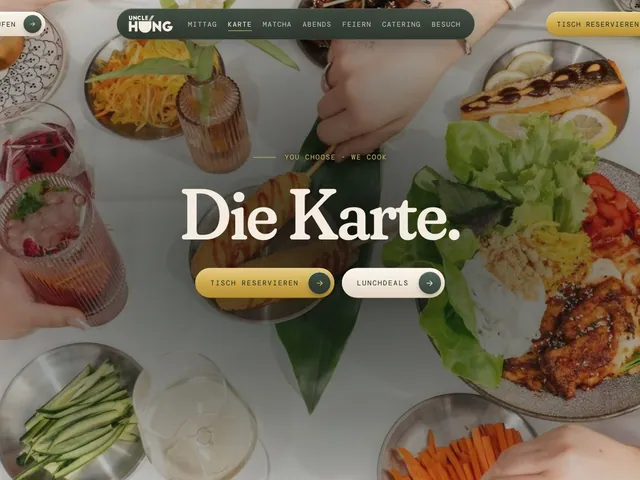 UNCLE
HUNG
MITTAG KARTE MATCHA ABENDS FEIERN CATERING BESUCH
TISCH RESERVIEREN
YOU CHOOSE · WE COOK
Die Karte.
TISCH RESERVIEREN
LUNCHDEALS